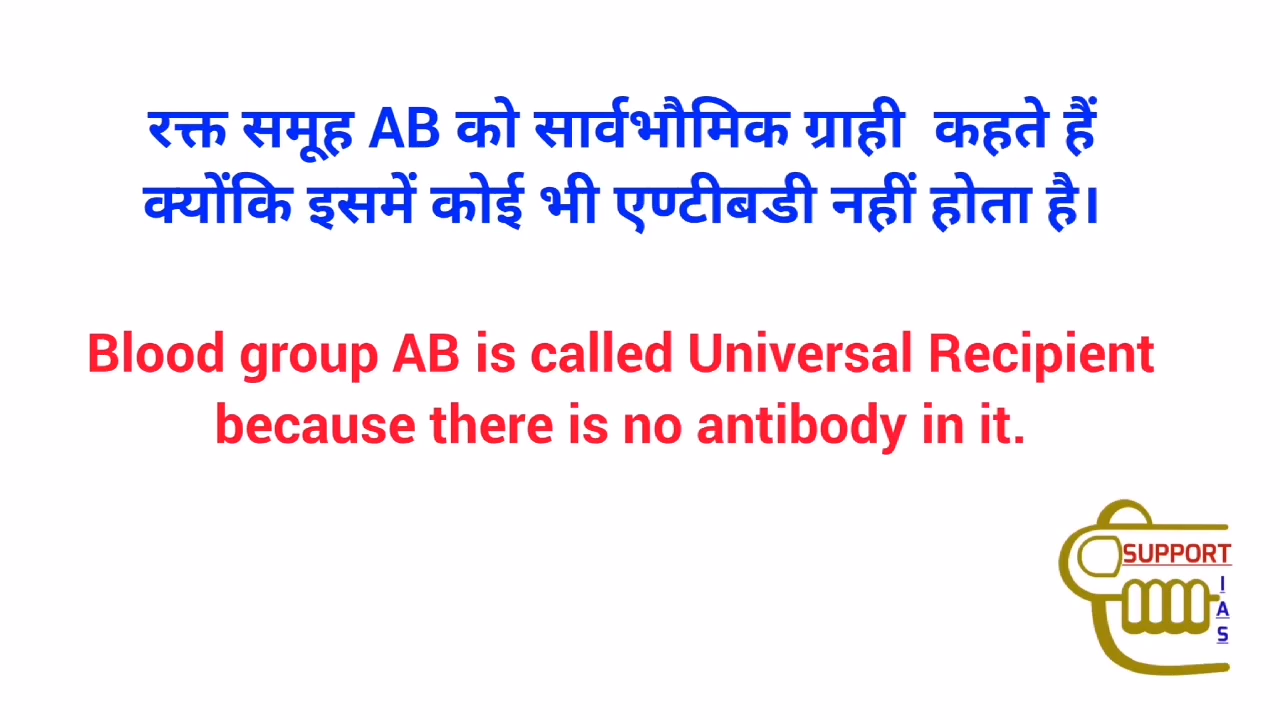 रक्त समूह AB को सार्वभौमिक ग्राही कहते हैं
क्योंकि इसमें कोई भी एण्टीबडी नहीं होता है।
Blood group AB is called Universal Recipient
because there is no antibody in it.
SUPPORT
I
A
S